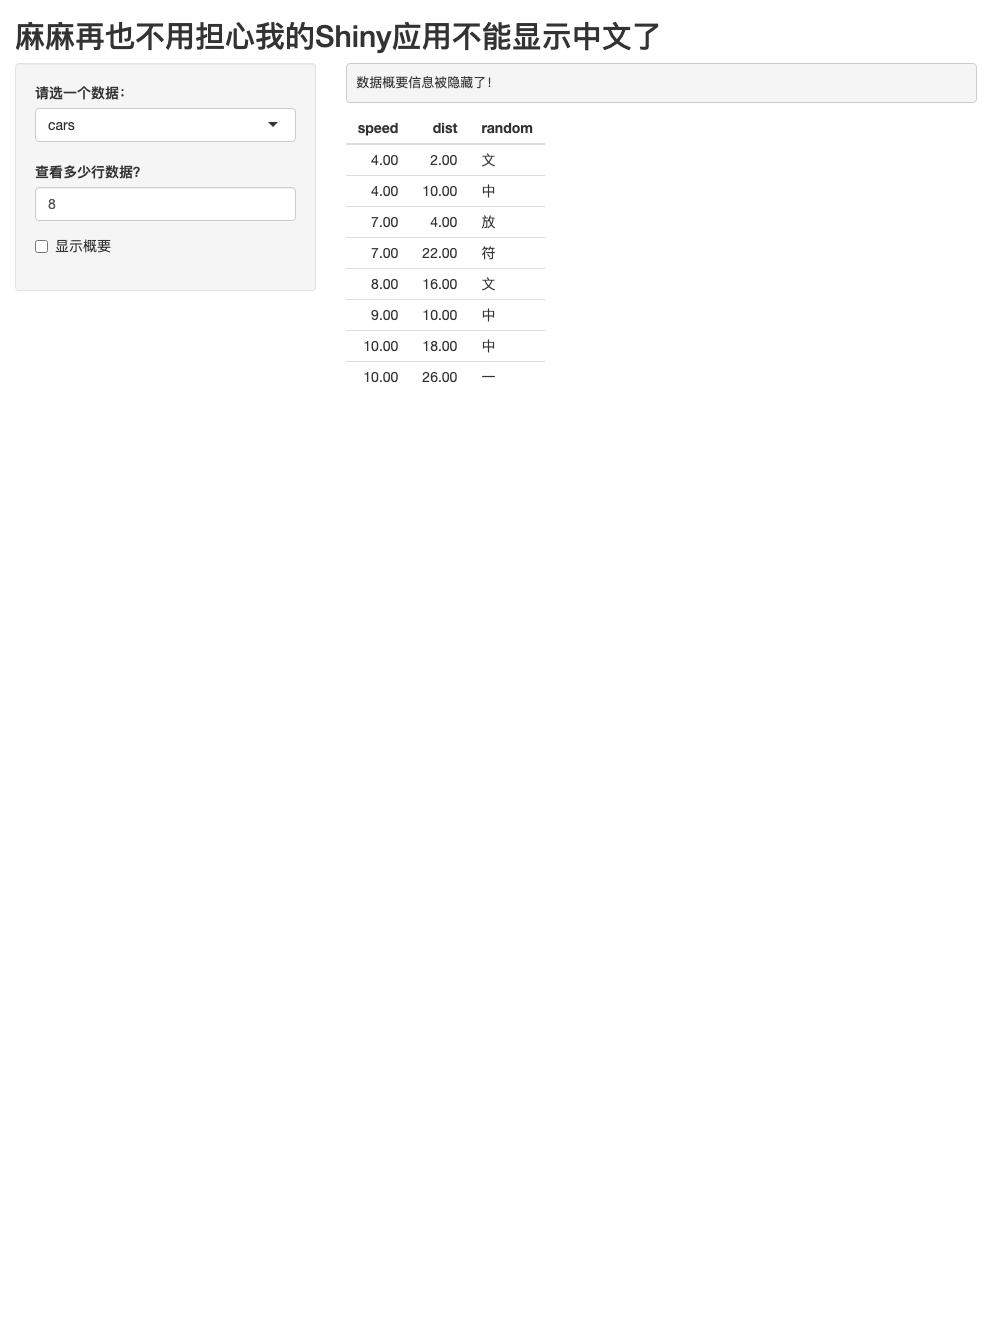 麻麻再也不用担心我的Shiny应用不能显示中文了
请选一个数据：
cars
查看多少行数据？
8
显示概要
数据概要信息被隐藏了！
speed dist random
4.00 2.00 文
4.00 10.00 中
7.00 4.00 放
7.00 22.00 符
8.00 16.00 文
9.00 10.00 中
10.00 18.00 中
10.00 26.00 一